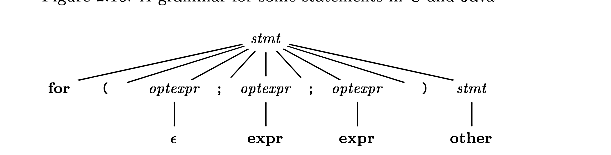 Figure 2.16: A grammar for some statements in C and Java
stmt
for ( optexpr ; optexpr ; optexpr ) stmt
ϵ expr expr other